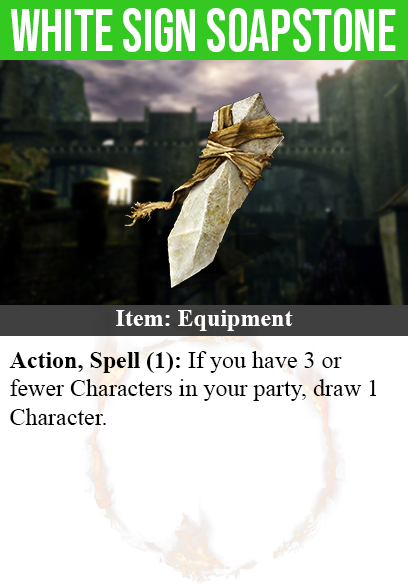 WHITE SIGN SOAPSTONE
Item: Equipment
Action, Spell (1): If you have 3 or
fewer Characters in your party, draw 1
Character.